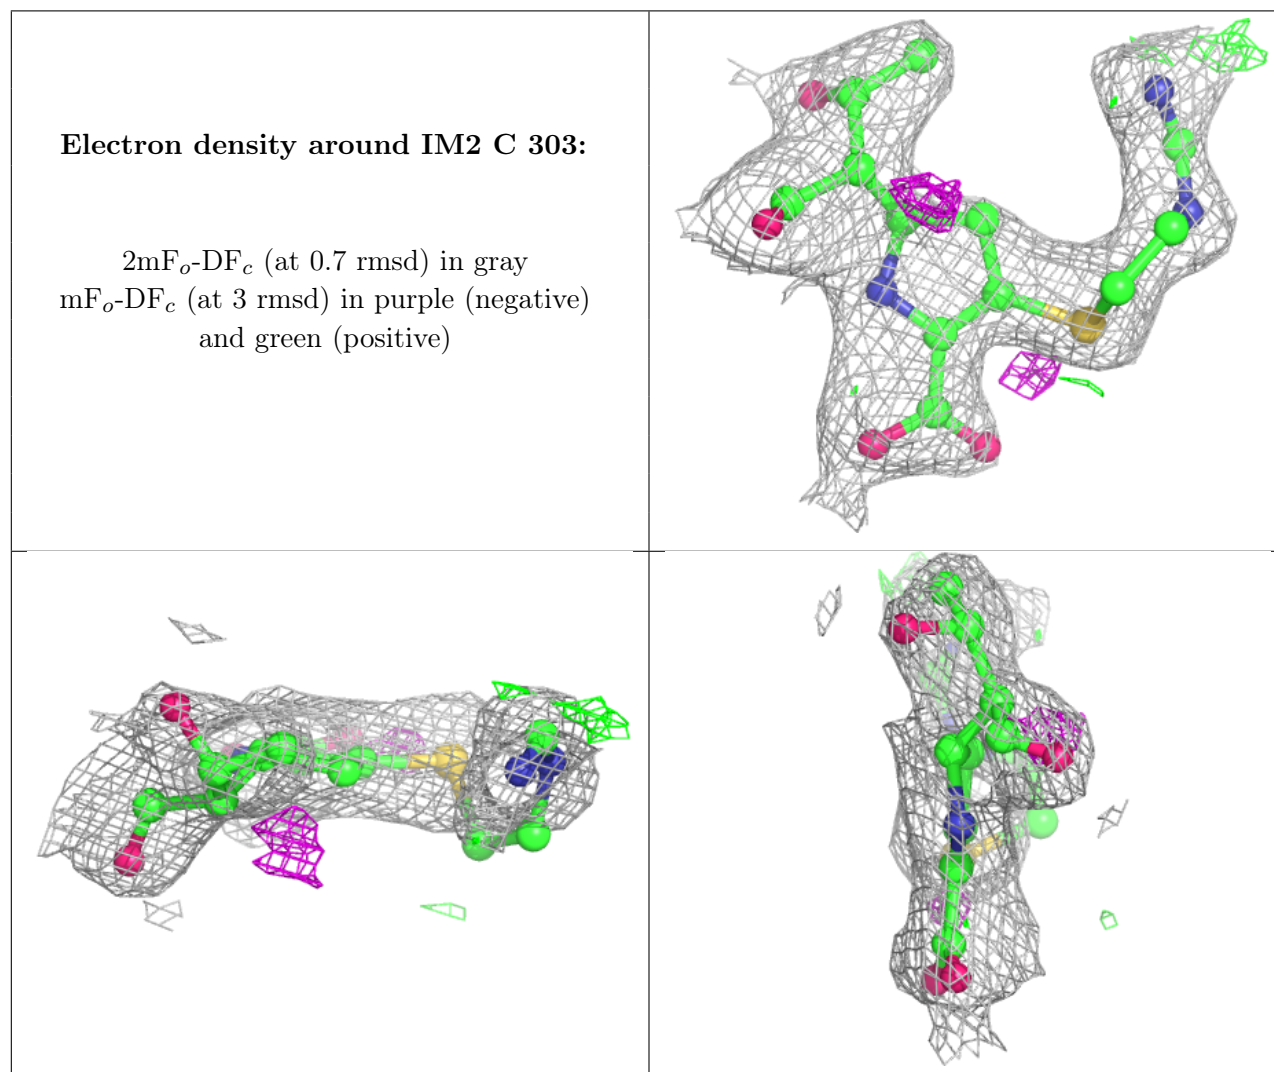 Electron density around IM2 C 303:
2mFo-DFc (at 0.7 rmsd) in gray
mFo-DFc (at 3 rmsd) in purple (negative)
and green (positive)